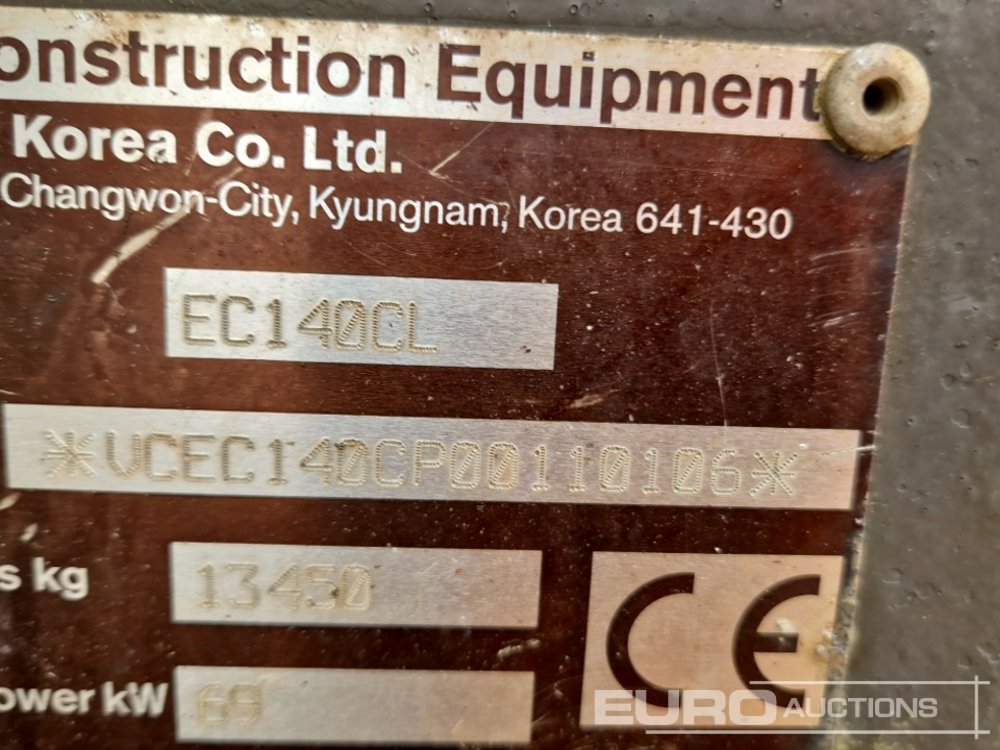 onstruction Equipment
Korea Co. Ltd.
Changwon-City, Kyungnam, Korea 641-430
EC140CL
*VCEC140CP00110106*
s kg 13450
ower kW 69
CE
EURO AUCTIONS